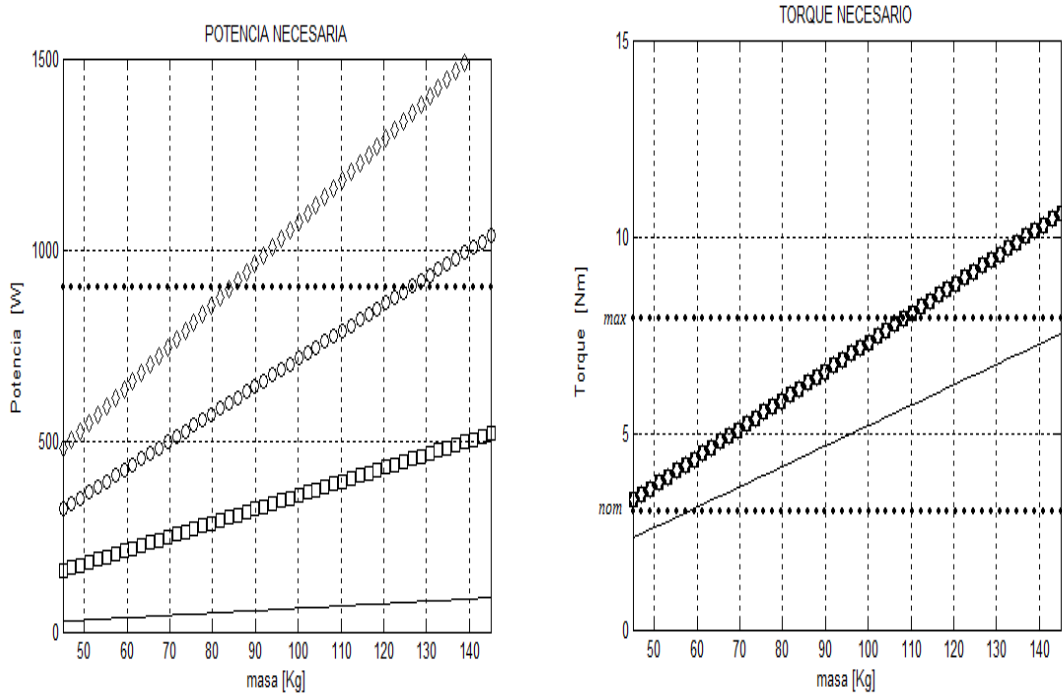 POTENCIA NECESARIA
1500
1000
500
0
Potencia [W]
50 60 70 80 90 100 110 120 130 140
masa [Kg]
TORQUE NECESARIO
15
10
max
5
nom
0
Torque [Nm]
50 60 70 80 90 100 110 120 130 140
masa [Kg]